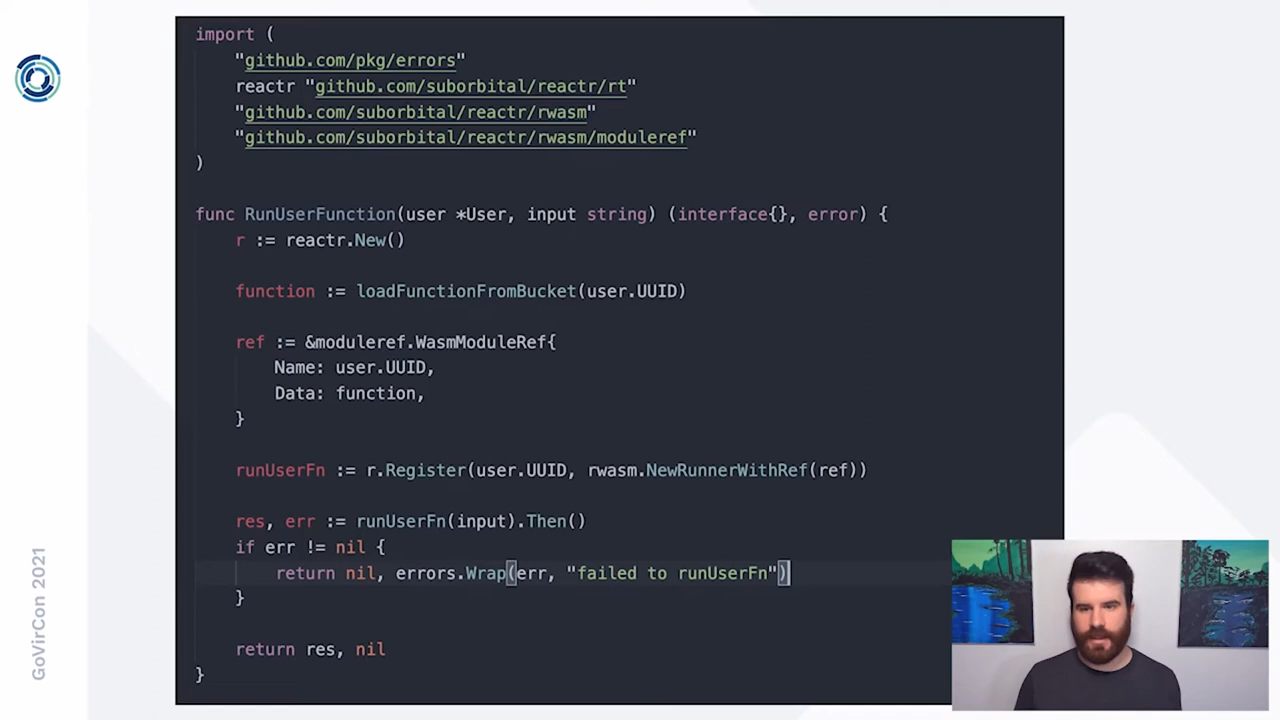 import (
"github.com/pkg/errors"
reactr "github.com/suborbital/reactr/rt"
"github.com/suborbital/reactr/rwasm"
"github.com/suborbital/reactr/rwasm/moduleref"
)
func RunUserFunction(user *User, input string) (interface{}, error) {
r := reactr.New()
function := loadFunctionFromBucket(user.UUID)
ref := &moduleref.WasmModuleRef{
Name: user.UUID,
Data: function,
}
runUserFn := r.Register(user.UUID, rwasm.NewRunnerWithRef(ref))
res, err := runUserFn(input).Then()
if err != nil {
return nil, errors.Wrap(err, "failed to runUserFn")
}
return res, nil
}
GoVirCon 2021